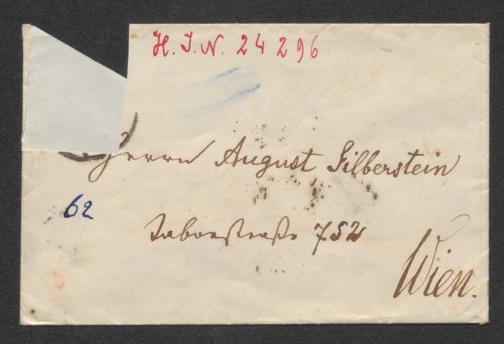 H. I. N. 24296
Herrn August Silberstein
62
Taborstraße 752
Wien.